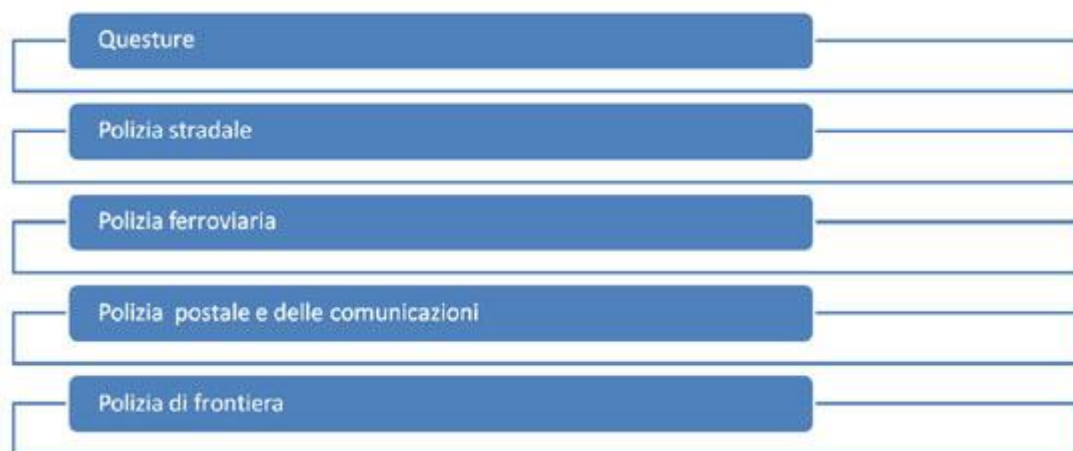 Questure
Polizia stradale
Polizia ferroviaria
Polizia postale e delle comunicazioni
Polizia di frontiera